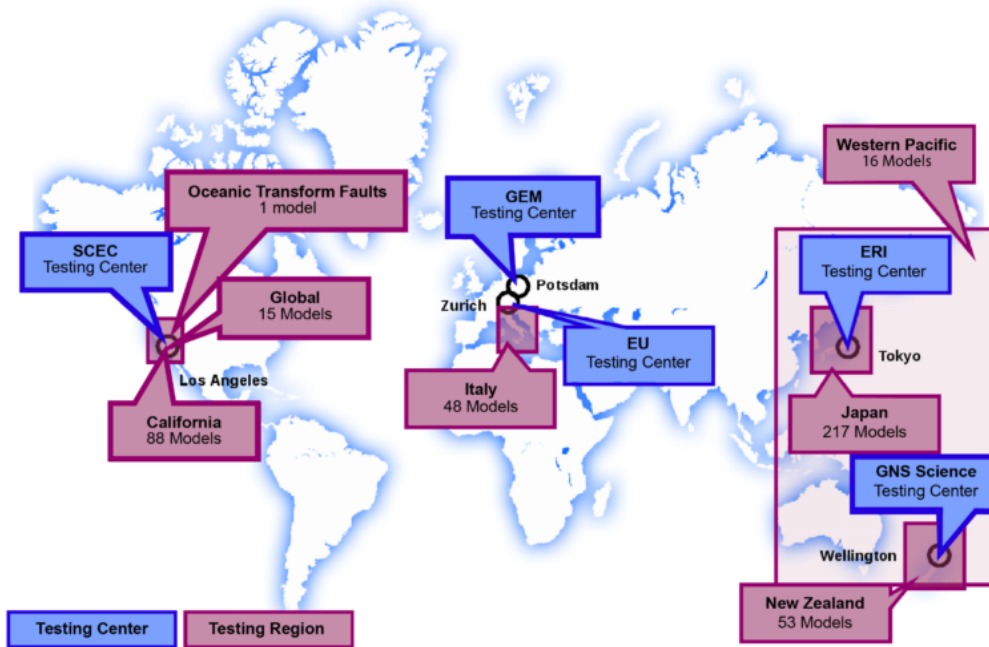 Western Pacific
16 Models
Oceanic Transform Faults
1 model
GEM
Testing Center
SCEC
Testing Center
ERI
Testing Center
Global
15 Models
Potsdam
Zurich
EU
Testing Center
Tokyo
Los Angeles
Italy
48 Models
California
88 Models
Japan
217 Models
GNS Science
Testing Center
Wellington
New Zealand
53 Models
Testing Center
Testing Region